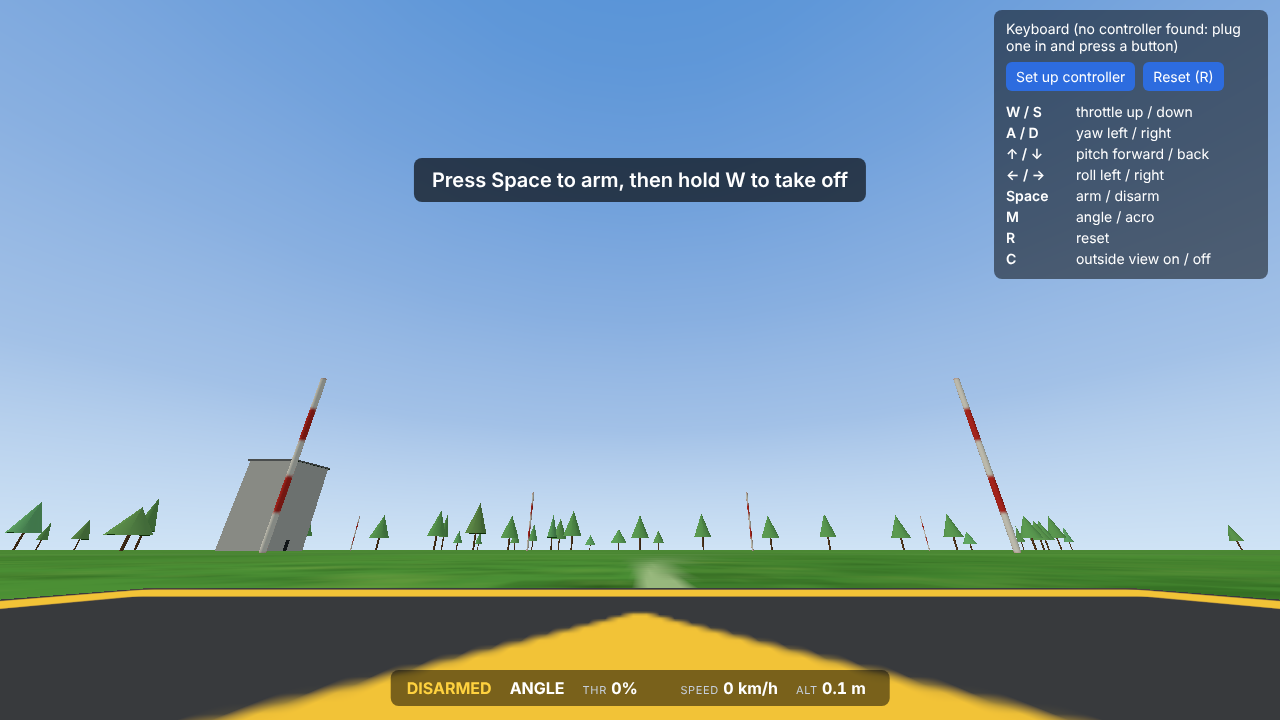 Keyboard (no controller found: plug
one in and press a button)
Set up controller Reset (R)
W / S throttle up / down
A / D yaw left / right
↑ / ↓ pitch forward / back
← / → roll left / right
Space arm / disarm
M angle / acro
R reset
C outside view on / off
Press Space to arm, then hold W to take off
DISARMED ANGLE THR 0% SPEED 0 km/h ALT 0.1 m